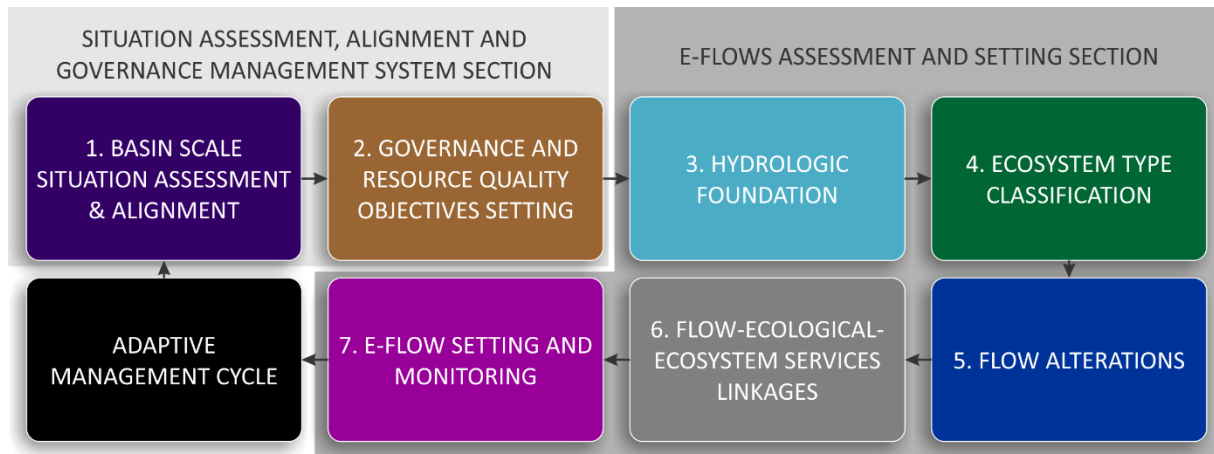 SITUATION ASSESSMENT, ALIGNMENT AND
GOVERNANCE MANAGEMENT SYSTEM SECTION
E-FLOWS ASSESSMENT AND SETTING SECTION
1. BASIN SCALE
SITUATION ASSESSMENT
& ALIGNMENT
2. GOVERNANCE AND
RESOURCE QUALITY
OBJECTIVES SETTING
3. HYDROLOGIC
FOUNDATION
4. ECOSYSTEM TYPE
CLASSIFICATION
5. FLOW ALTERATIONS
6. FLOW-ECOLOGICAL-
ECOSYSTEM SERVICES
LINKAGES
7. E-FLOW SETTING AND
MONITORING
ADAPTIVE
MANAGEMENT CYCLE